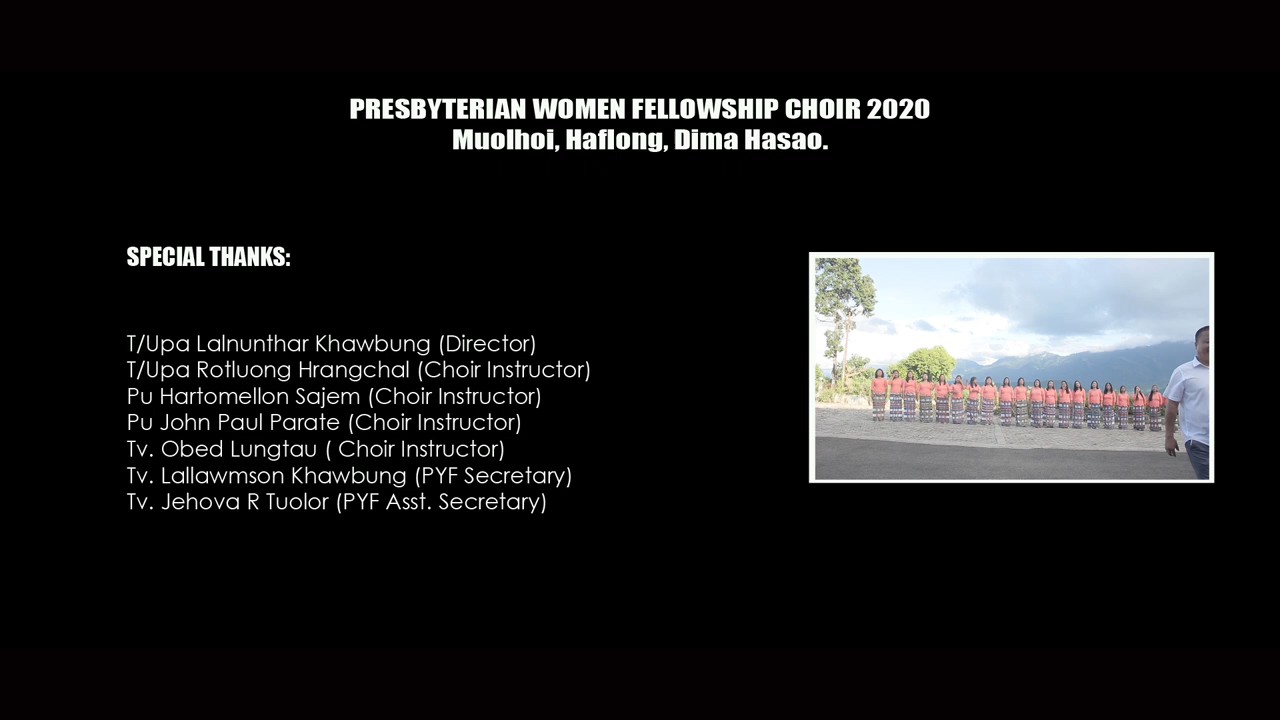 PRESBYTERIAN WOMEN FELLOWSHIP CHOIR 2020
Muolhoi, Haflong, Dima Hasao.
SPECIAL THANKS:
T/Upa Lalnunthar Khawbung (Director)
T/Upa Rotluong Hrangchal (Choir Instructor)
Pu Hartomellon Sajem (Choir Instructor)
Pu John Paul Parate (Choir Instructor)
Tv. Obed Lungtau ( Choir Instructor)
Tv. Lallawmson Khawbung (PYF Secretary)
Tv. Jehova R Tuolor (PYF Asst. Secretary)